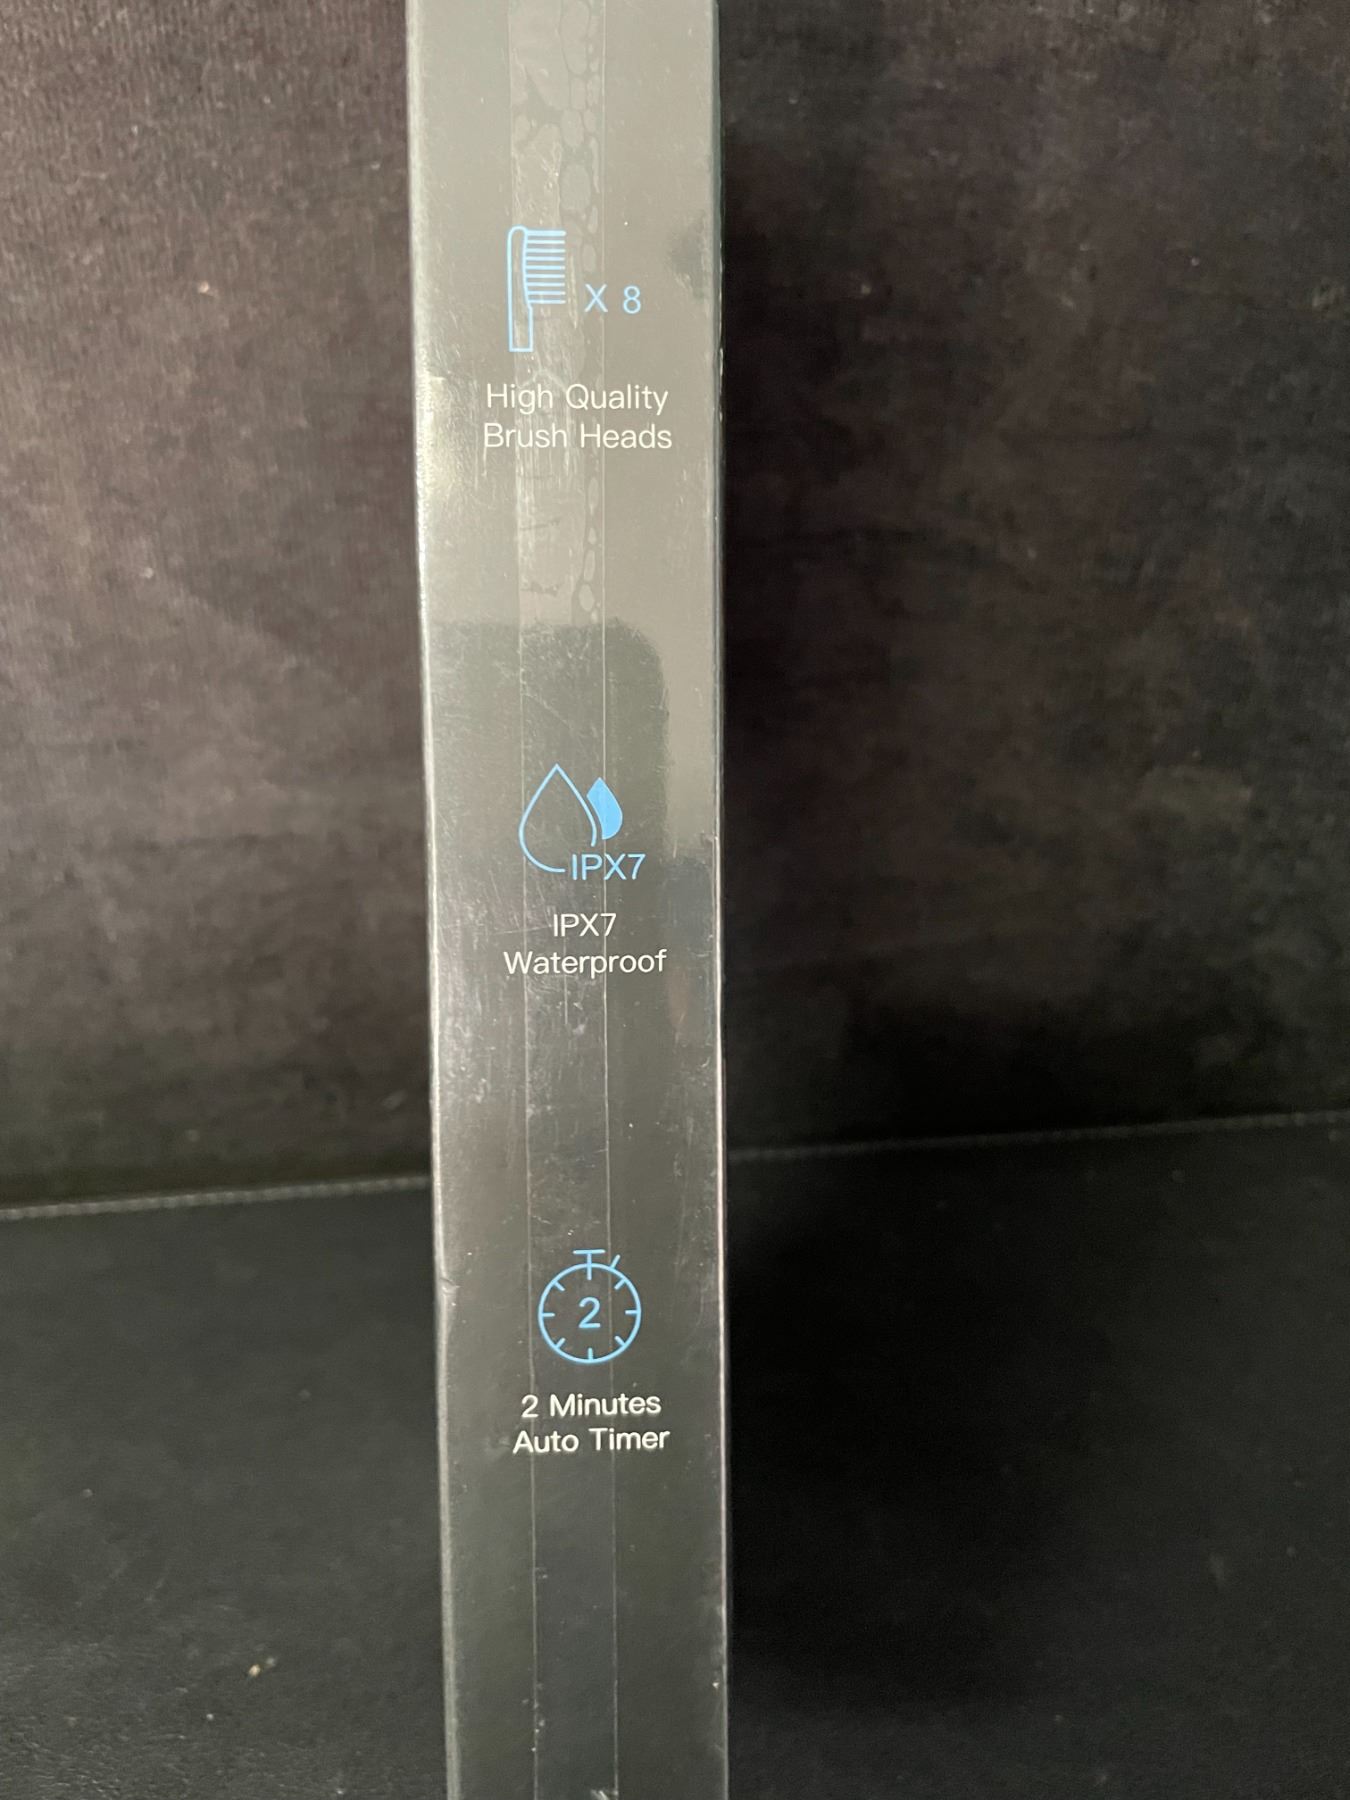 X 8
High Quality
Brush Heads
IPX7
IPX7
Waterproof
2
2 Minutes
Auto Timer